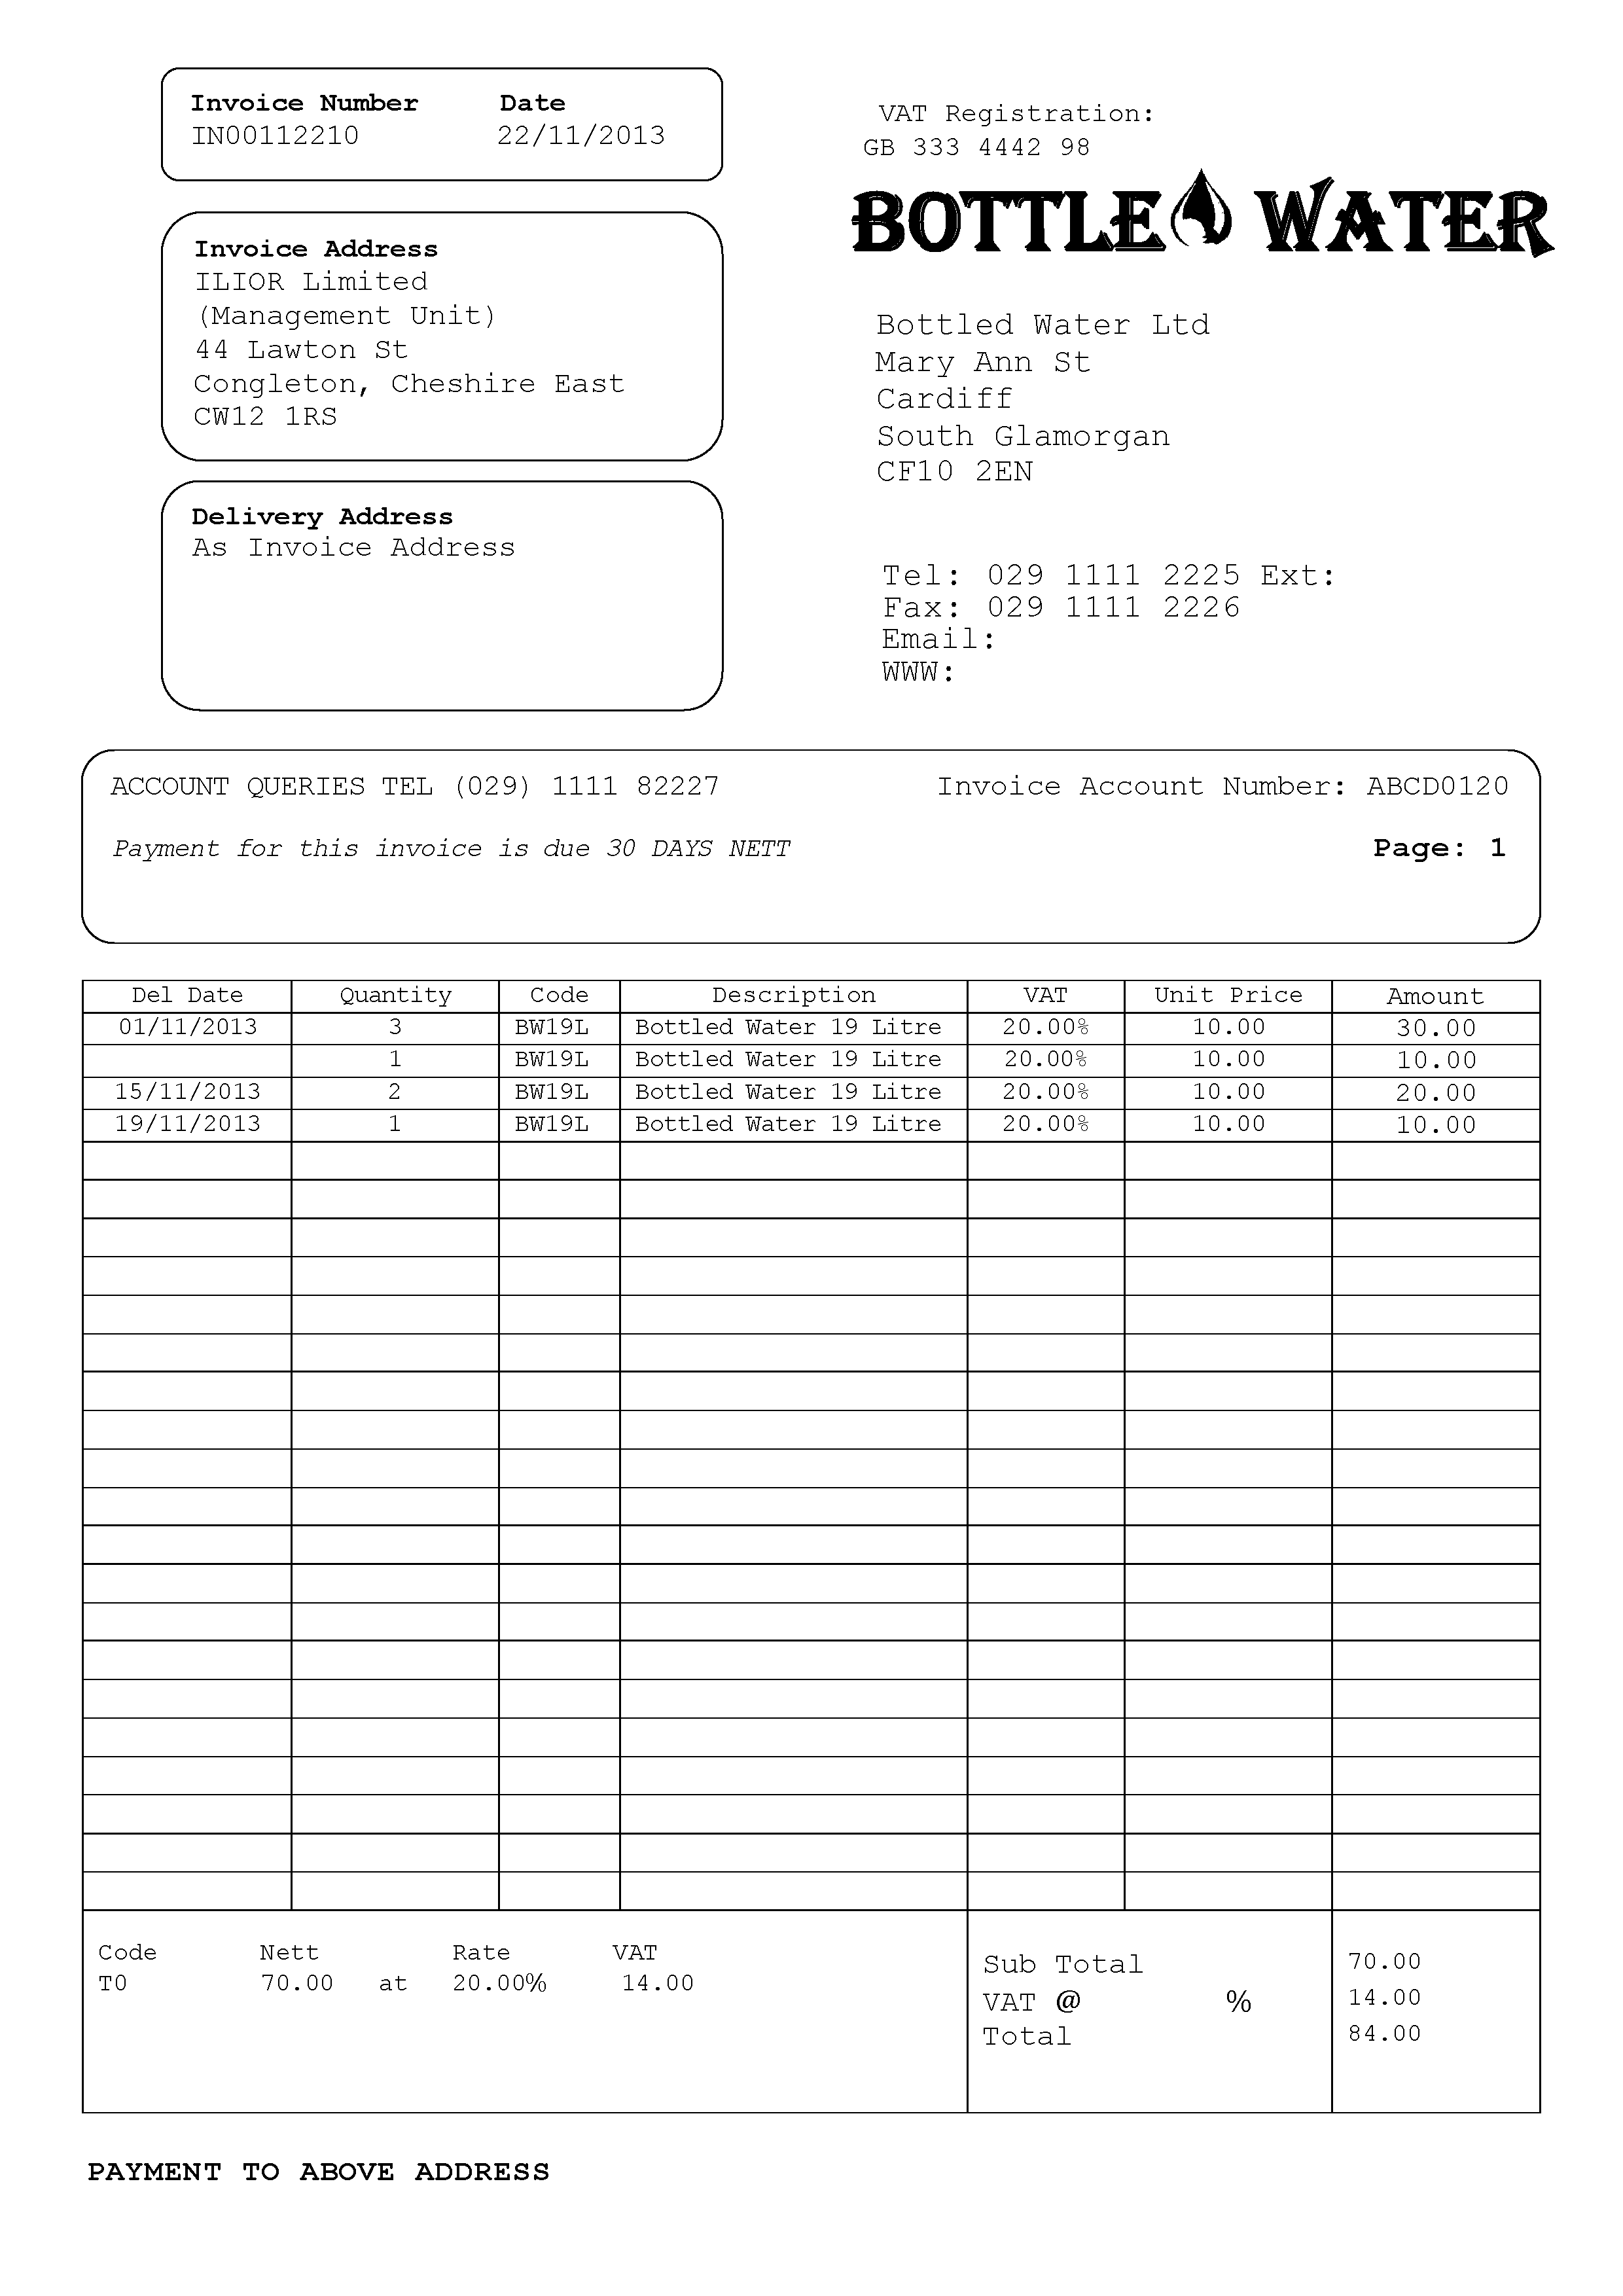 Invoice Number Date
IN00112210 22/11/2013
VAT Registration:
GB 333 4442 98
BOTTLE WATER
Invoice Address
ILIOR Limited
(Management Unit)
44 Lawton St
Congleton, Cheshire East
CW12 1RS
Bottled Water Ltd
Mary Ann St
Cardiff
South Glamorgan
CF10 2EN
Delivery Address
As Invoice Address
Tel: 029 1111 2225 Ext:
Fax: 029 1111 2226
Email:
WWW:
ACCOUNT QUERIES TEL (029) 1111 82227 Invoice Account Number: ABCD0120
Payment for this invoice is due 30 DAYS NETT Page: 1
Del Date Quantity Code Description VAT Unit Price Amount
01/11/2013 3 BW19L Bottled Water 19 Litre 20.00% 10.00 30.00
1 BW19L Bottled Water 19 Litre 20.00% 10.00 10.00
15/11/2013 2 BW19L Bottled Water 19 Litre 20.00% 10.00 20.00
19/11/2013 1 BW19L Bottled Water 19 Litre 20.00% 10.00 10.00
Code Nett Rate VAT
T0 70.00 at 20.00% 14.00
Sub Total 70.00
VAT @ % 14.00
Total 84.00
PAYMENT TO ABOVE ADDRESS